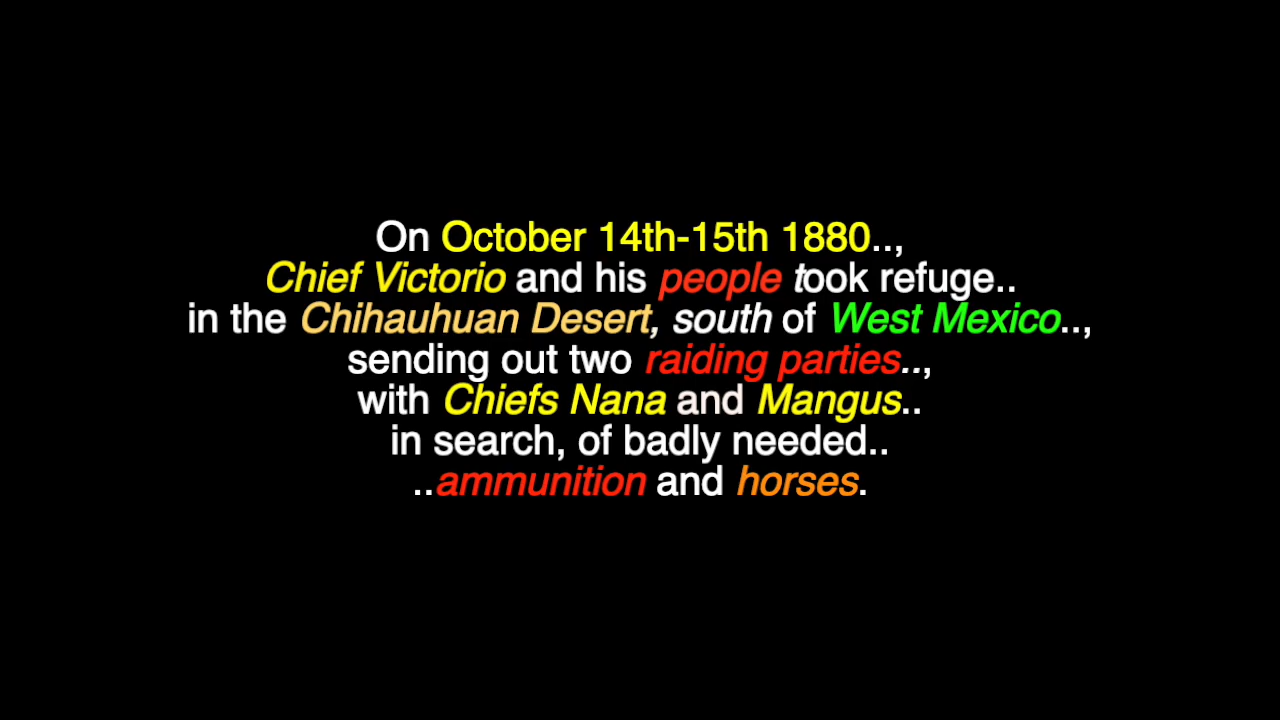 On October 14th-15th 1880..,
Chief Victorio and his people took refuge..
in the Chihauhuan Desert, south of West Mexico..,
sending out two raiding parties..,
with Chiefs Nana and Mangus..
in search, of badly needed..
..ammunition and horses.